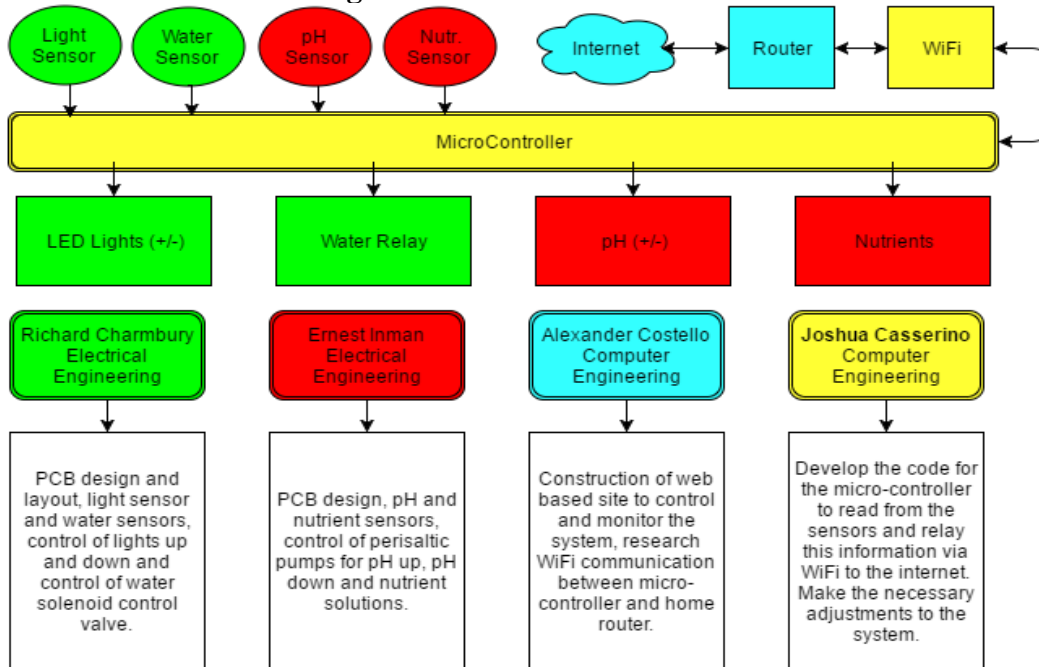 Light
Sensor
Water
Sensor
pH
Sensor
Nutr.
Sensor
Internet
Router
WiFi
MicroController
LED Lights (+/-)
Water Relay
pH (+/-)
Nutrients
Richard Charmbury
Electrical
Engineering
Ernest Inman
Electrical
Engineering
Alexander Costello
Computer
Engineering
Joshua Casserino
Computer
Engineering
PCB design and
layout, light sensor
and water sensors,
control of lights up
and down and
control of water
solenoid control
valve.
PCB design, pH and
nutrient sensors,
control of perisaltic
pumps for pH up, pH
down and nutrient
solutions.
Construction of web
based site to control
and monitor the
system, research
WiFi communication
between micro-
controller and home
router.
Develop the code for
the micro-controller
to read from the
sensors and relay
this information via
WiFi to the internet.
Make the necessary
adjustments to the
system.